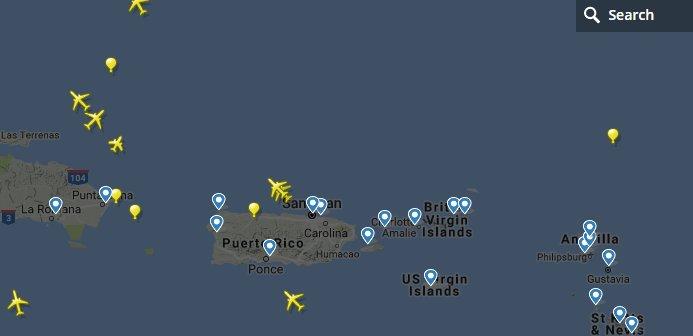 Search
Las Terrenas
104
Punta Cana
La Romana
3
San Juan
Carolina
Puerto Rico
Humacao
Ponce
Charlotte
Amalie
British
Virgin
Islands
US Virgin
Islands
Anguilla
Philipsburg
Gustavia
St Kitts
& Nevis